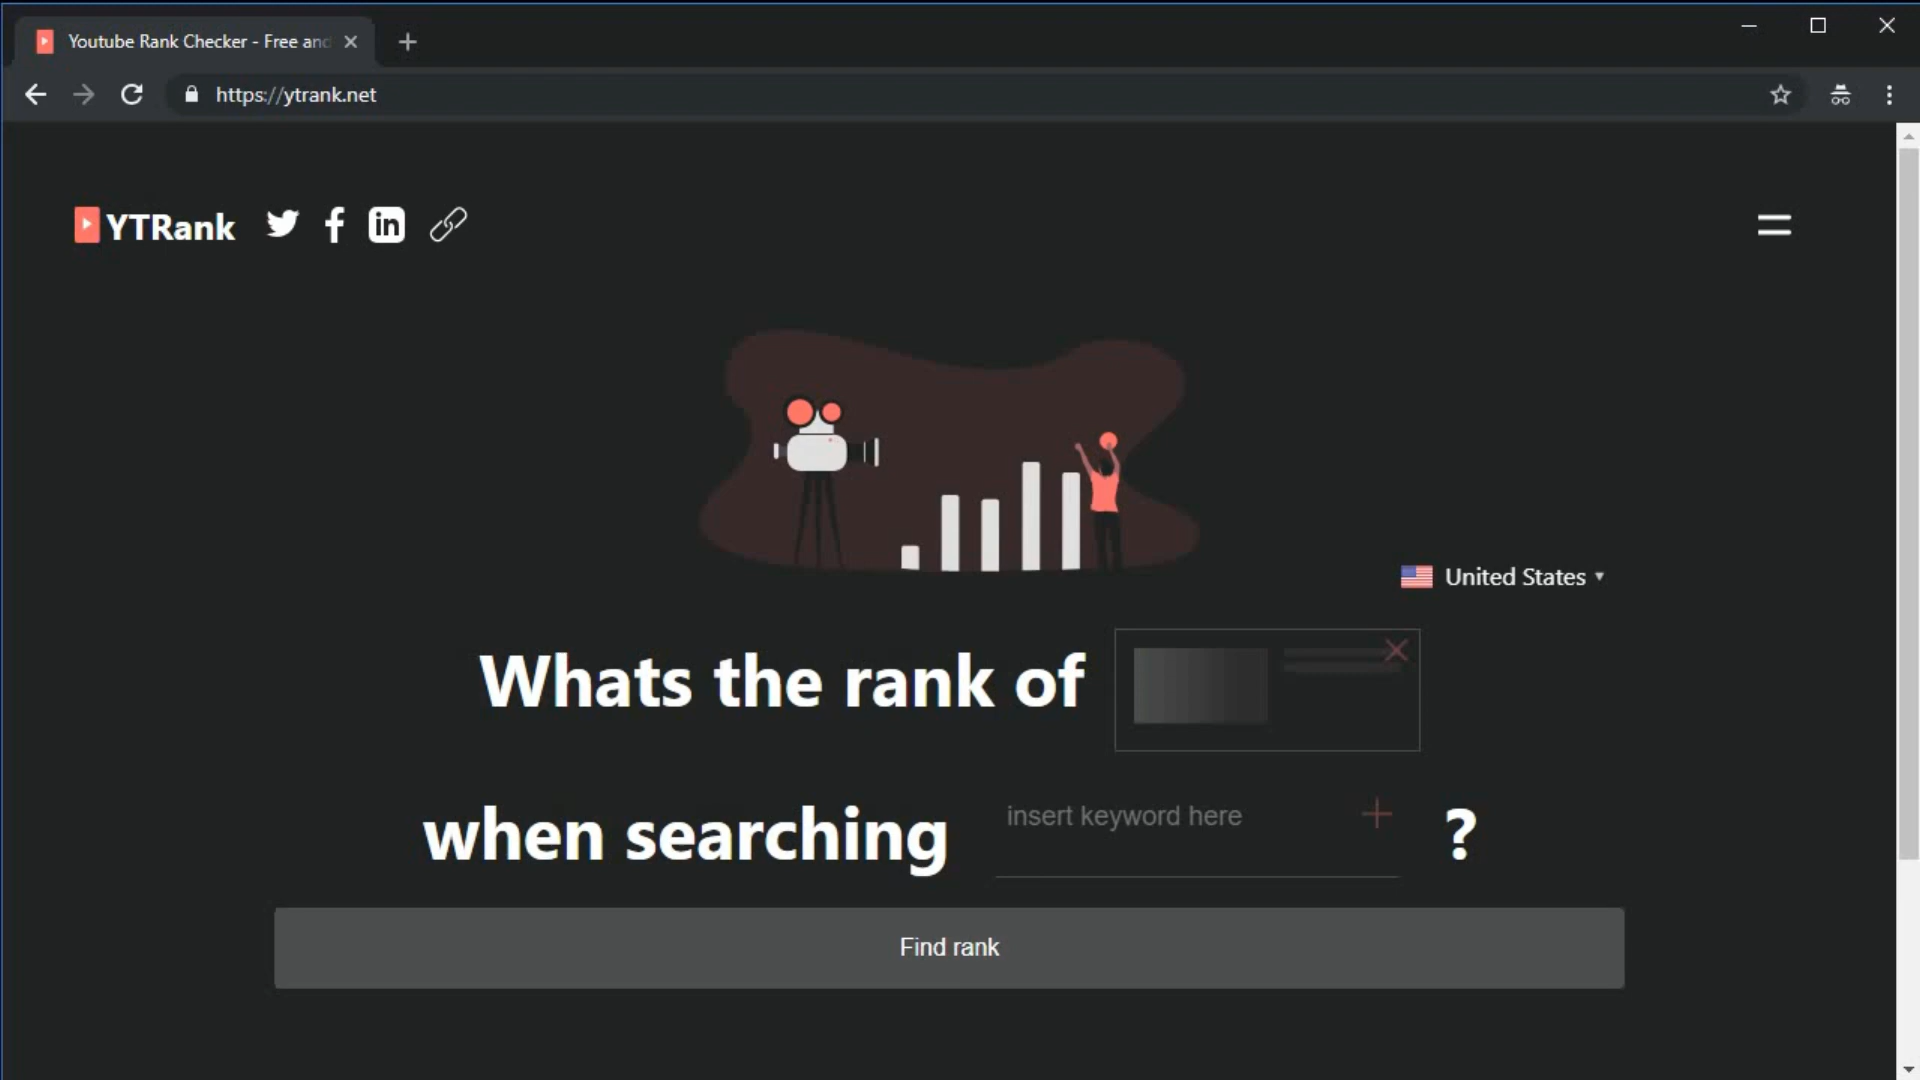 Youtube Rank Checker - Free and
https://ytrank.net
YTRank
United States
Whats the rank of
when searching insert keyword here ?
Find rank